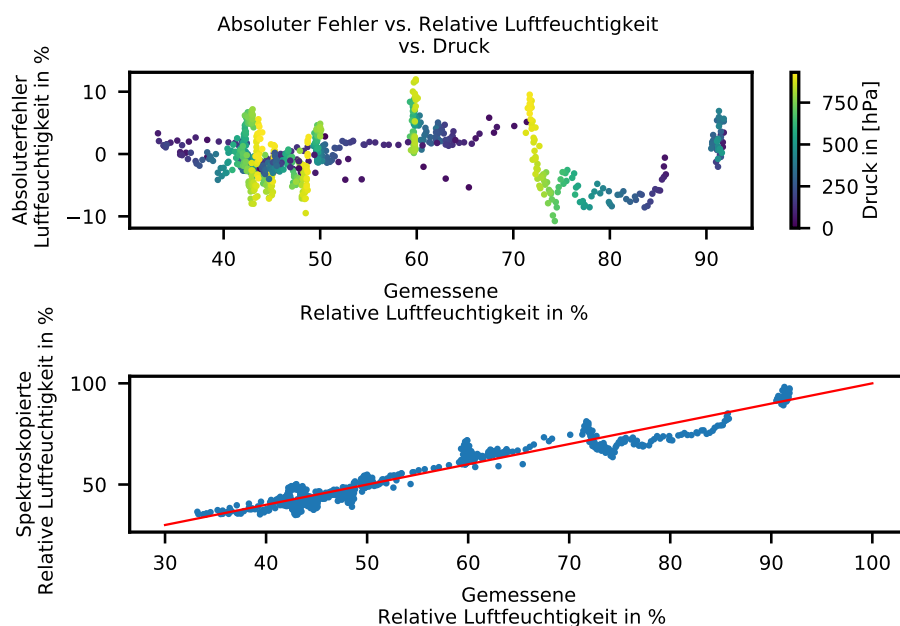 Absoluter Fehler vs. Relative Luftfeuchtigkeit
vs. Druck
Absoluterfehler
Luftfeuchtigkeit in %
10
0
−10
40
50
60
70
80
90
Gemessene
Relative Luftfeuchtigkeit in %
750
500
250
0
Druck in [hPa]
Spektroskopierte
Relative Luftfeuchtigkeit in %
100
50
30
40
50
60
70
80
90
100
Gemessene
Relative Luftfeuchtigkeit in %